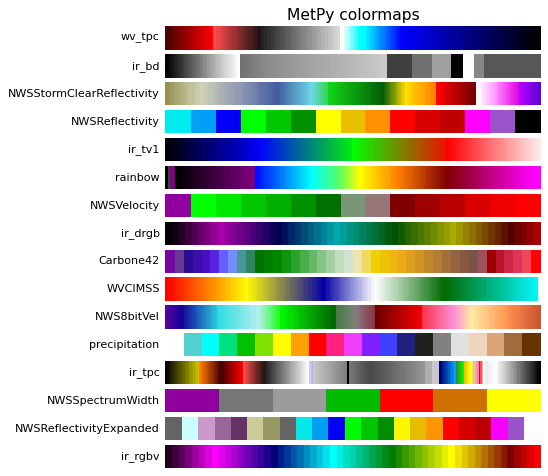 MetPy colormaps
wv_tpc
ir_bd
NWSStormClearReflectivity
NWSReflectivity
ir_tv1
rainbow
NWSVelocity
ir_drgb
Carbone42
WVCIMSS
NWS8bitVel
precipitation
ir_tpc
NWSSpectrumWidth
NWSReflectivityExpanded
ir_rgbv